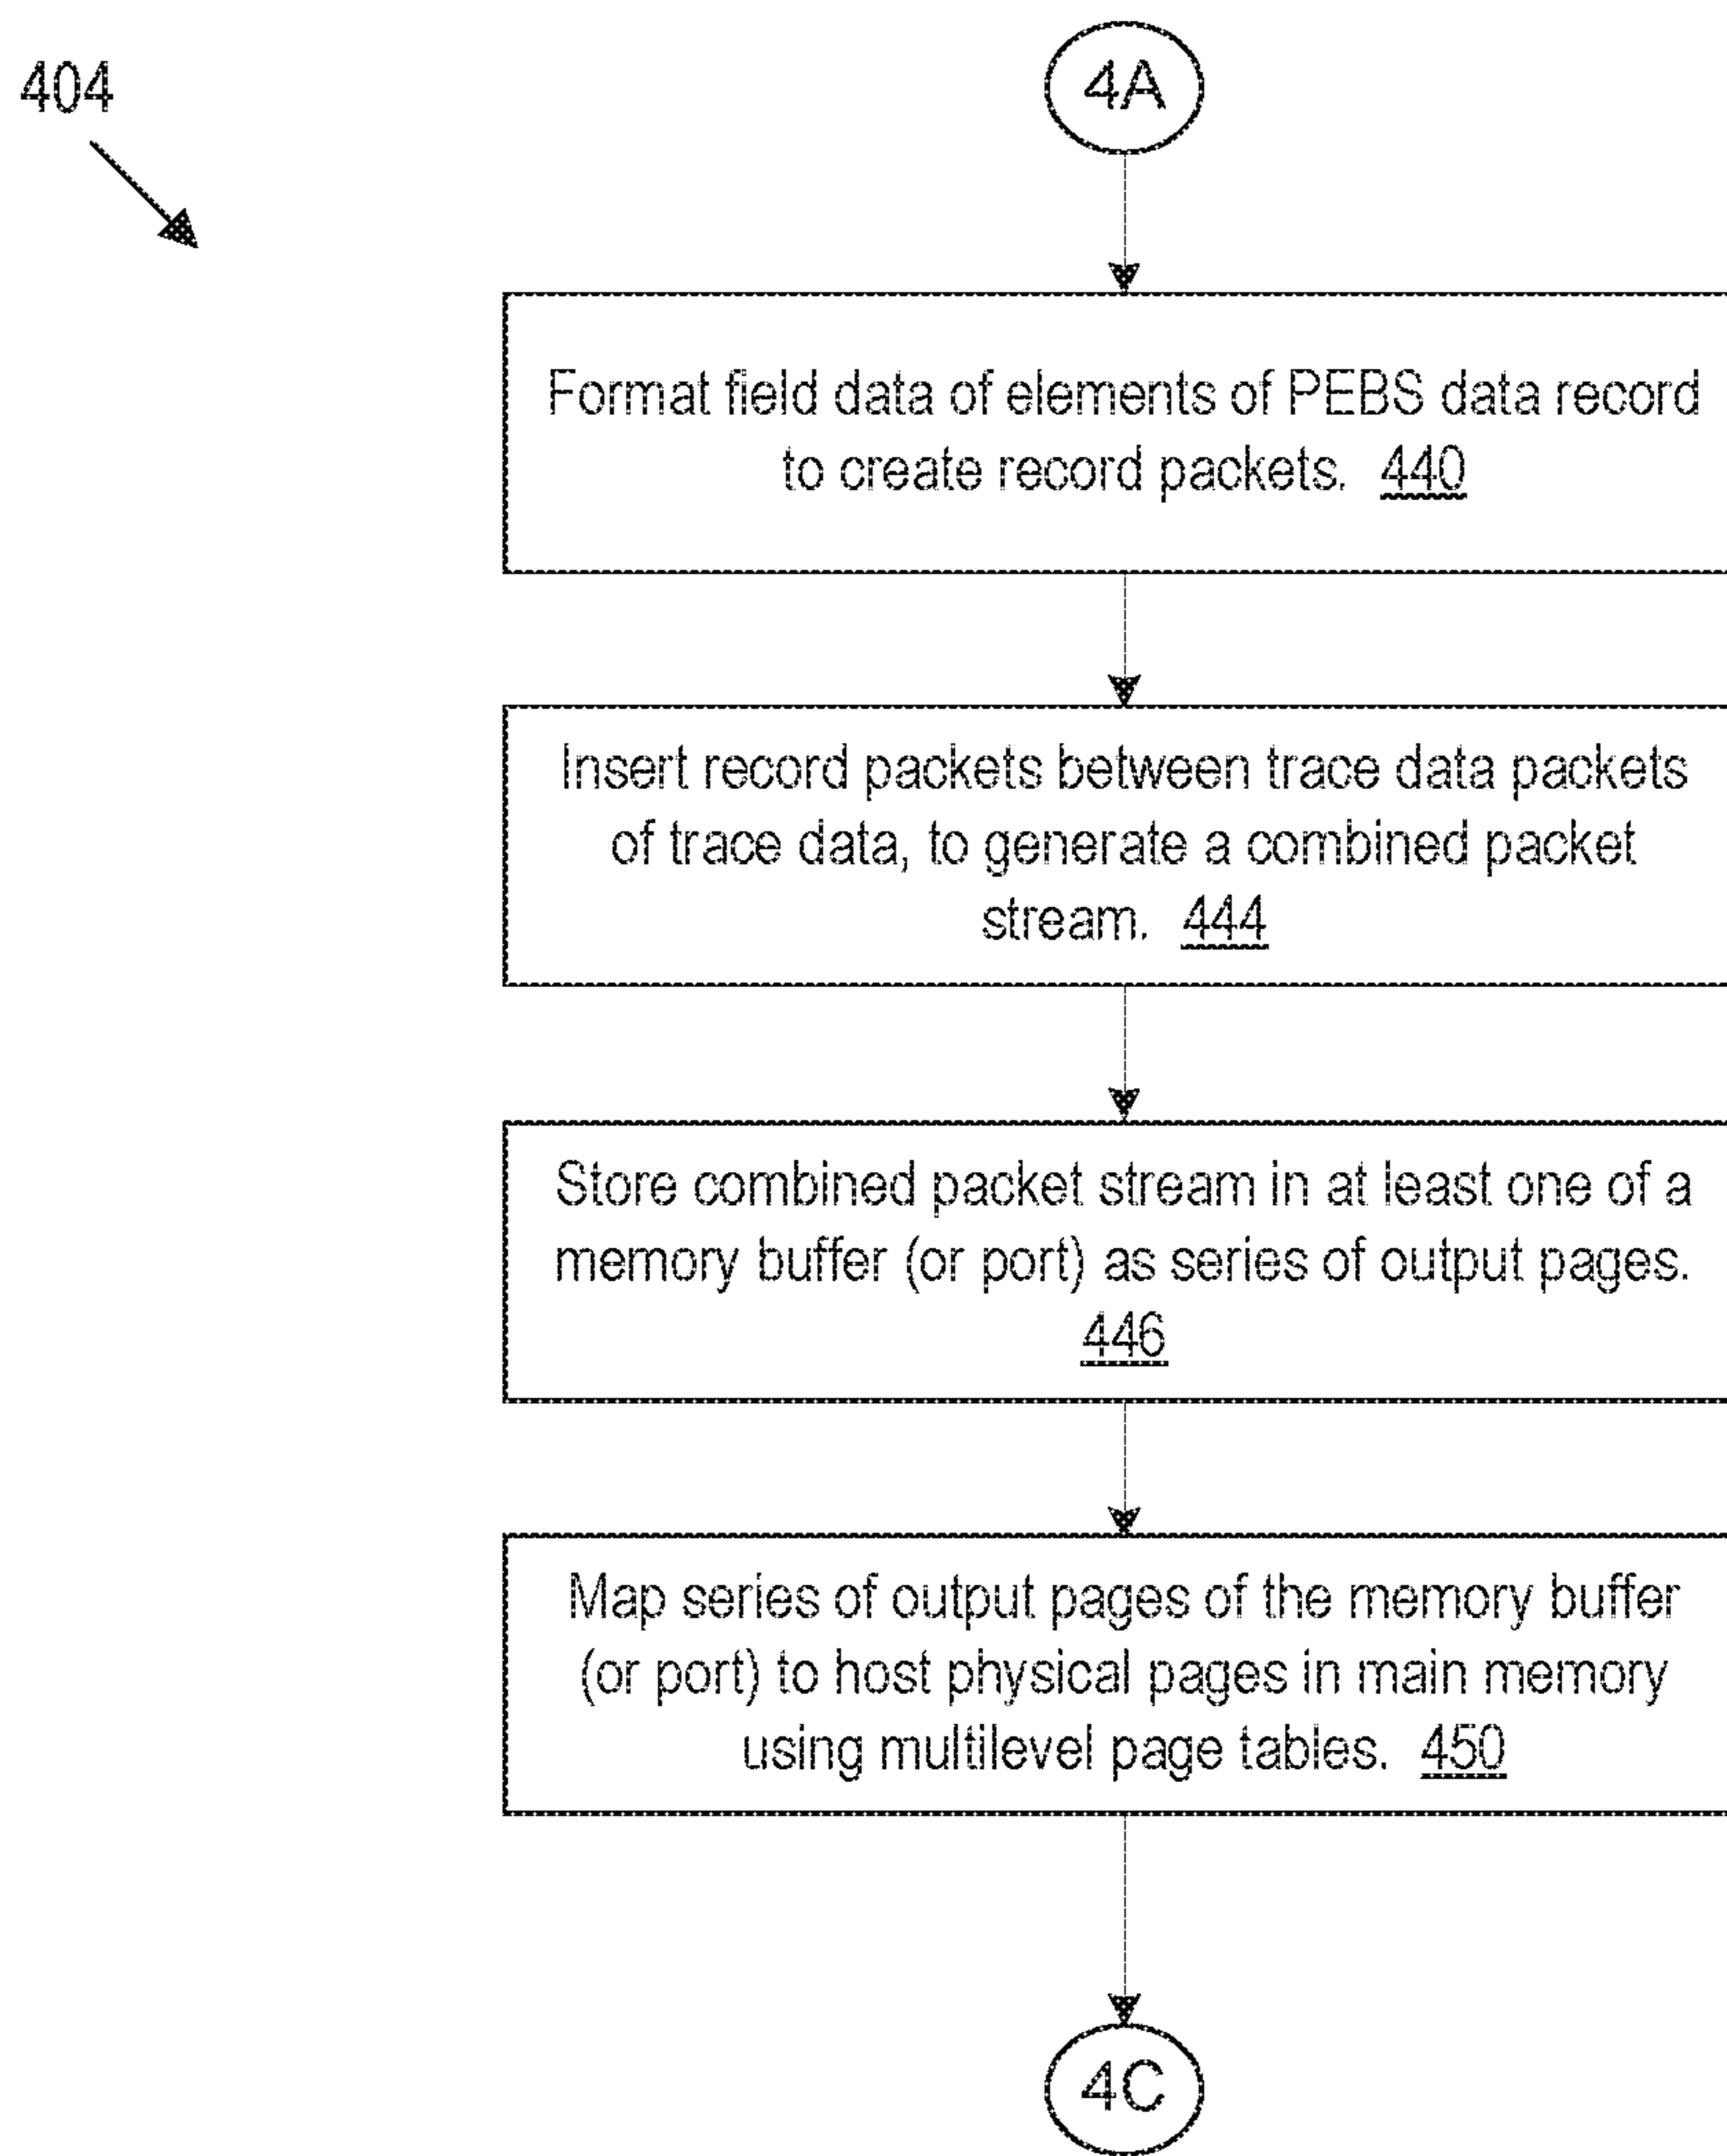 404
4A
Format field data of elements of PEBS data record
to create record packets. 440
Insert record packets between trace data packets
of trace data, to generate a combined packet
stream. 444
Store combined packet stream in at least one of a
memory buffer (or port) as series of output pages.
446
Map series of output pages of the memory buffer
(or port) to host physical pages in main memory
using multilevel page tables. 450
4C